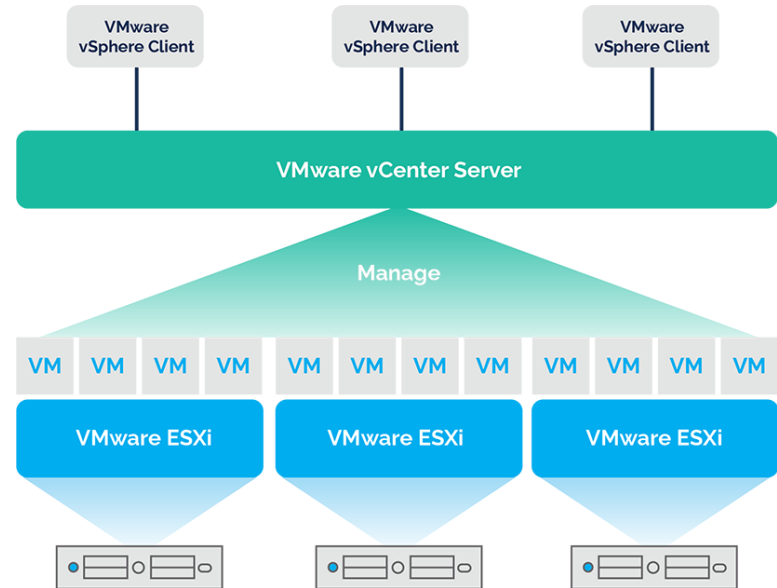 VMware
vSphere Client
VMware
vSphere Client
VMware
vSphere Client
VMware vCenter Server
Manage
VM VM VM VM VM VM VM VM VM VM VM VM
VMware ESXi VMware ESXi VMware ESXi